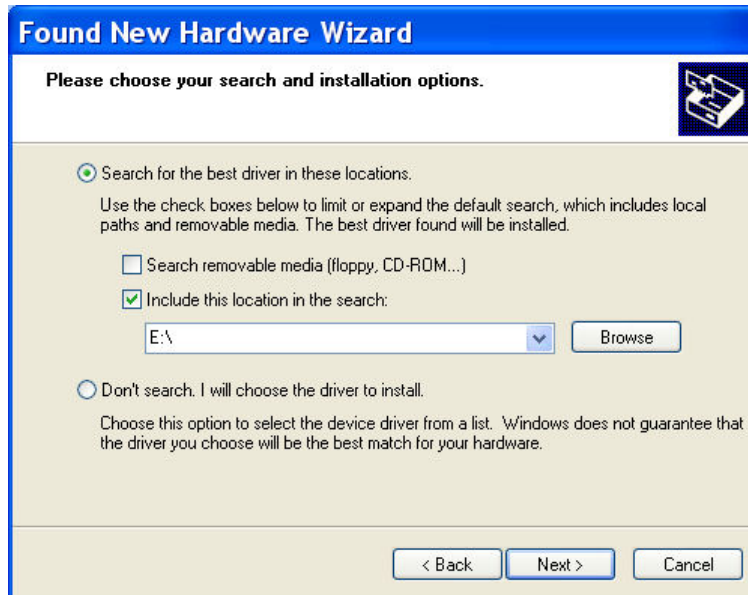 Found New Hardware Wizard
Please choose your search and installation options.
Search for the best driver in these locations.
Use the check boxes below to limit or expand the default search, which includes local
paths and removable media. The best driver found will be installed.
Search removable media (floppy, CD-ROM...)
Include this location in the search:
E:\
Browse
Don't search. I will choose the driver to install.
Choose this option to select the device driver from a list.  Windows does not guarantee that
the driver you choose will be the best match for your hardware.
< Back
Next >
Cancel